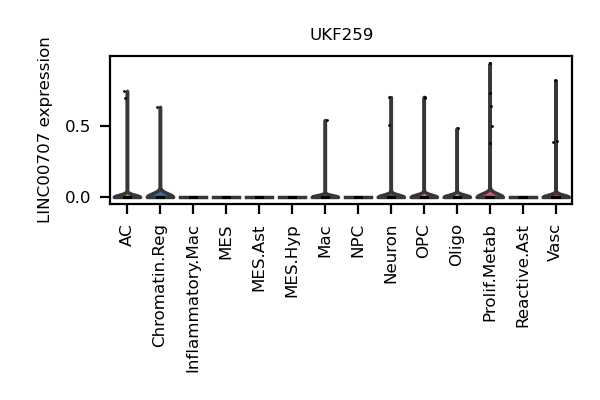 UKF259
LINC00707 expression
0.5
0.0
AC
Chromatin.Reg
Inflammatory.Mac
MES
MES.Ast
MES.Hyp
Mac
NPC
Neuron
OPC
Oligo
Prolif.Metab
Reactive.Ast
Vasc